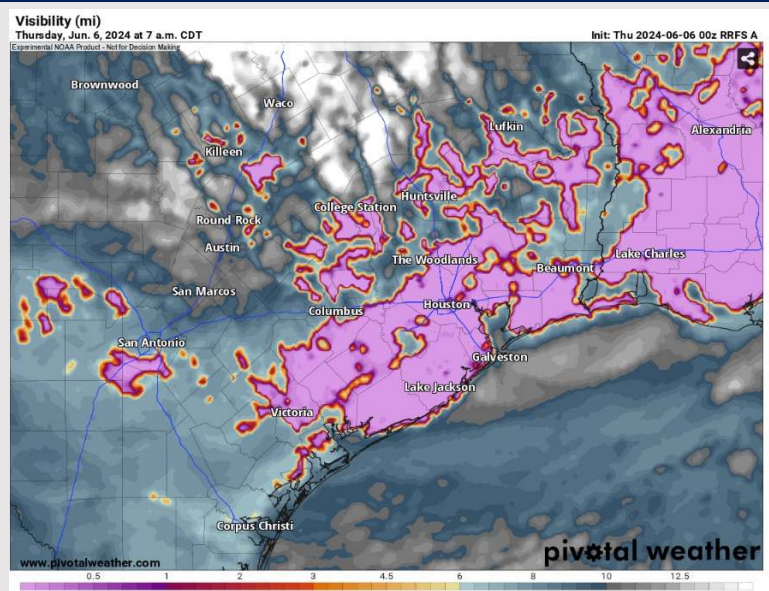 Visibility (mi)
Thursday, Jun. 6, 2024 at 7 a.m. CDT
Init: Thu 2024-06-06 00z RRFS A
Experimental NOAA Product - Not for Decision Making
Brownwood
Waco
Lufkin
Alexandria
Killeen
Huntsville
College Station
Round Rock
Austin
The Woodlands
Lake Charles
Beaumont
San Marcos
Columbus
Houston
San Antonio
Galveston
Lake Jackson
Victoria
Corpus Christi
www.pivotalweather.com
pivotal weather
0.5 1 2 3 4.5 6 8 10 12.5